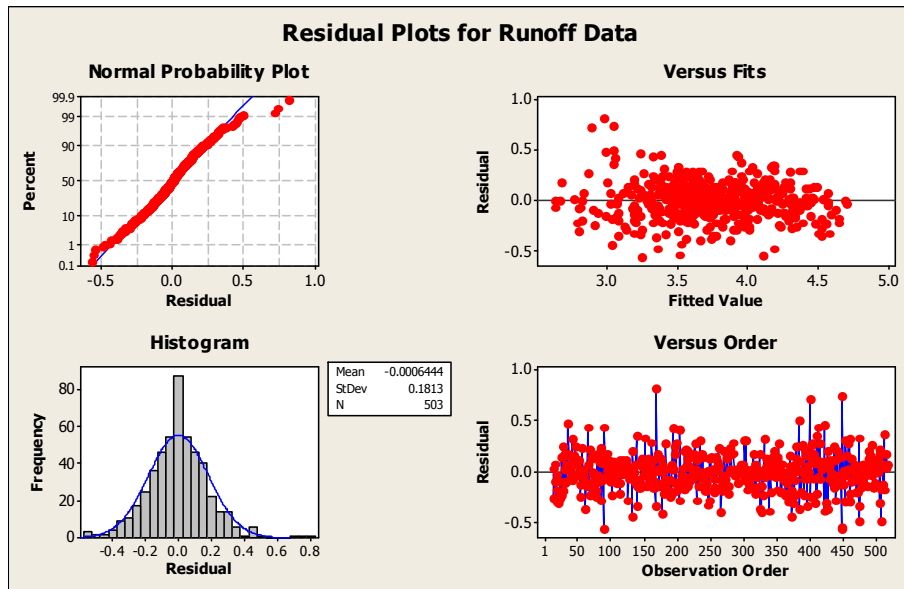 Residual Plots for Runoff Data
Normal Probability Plot
99.9
99
90
50
10
1
0.1
Percent
-0.5
0.0
0.5
1.0
Residual
Versus Fits
1.0
0.5
0.0
-0.5
Residual
3.0
3.5
4.0
4.5
5.0
Fitted Value
Histogram
80
60
40
20
0
Frequency
-0.4
-0.2
0.0
0.2
0.4
0.6
0.8
Residual
Mean -0.0006444
StDev 0.1813
N 503
Versus Order
1.0
0.5
0.0
-0.5
Residual
1
50
100
150
200
250
300
350
400
450
500
Observation Order